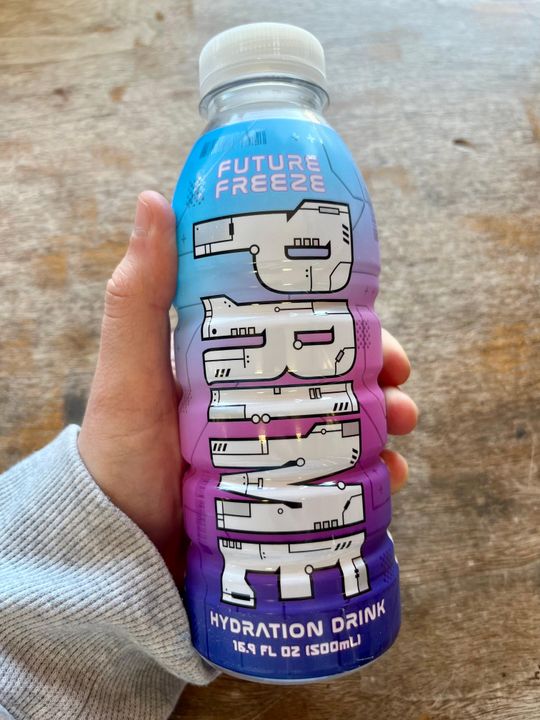 FUTURE
FREEZE
PRIME
HYDRATION DRINK
16.9 FL OZ (500mL)